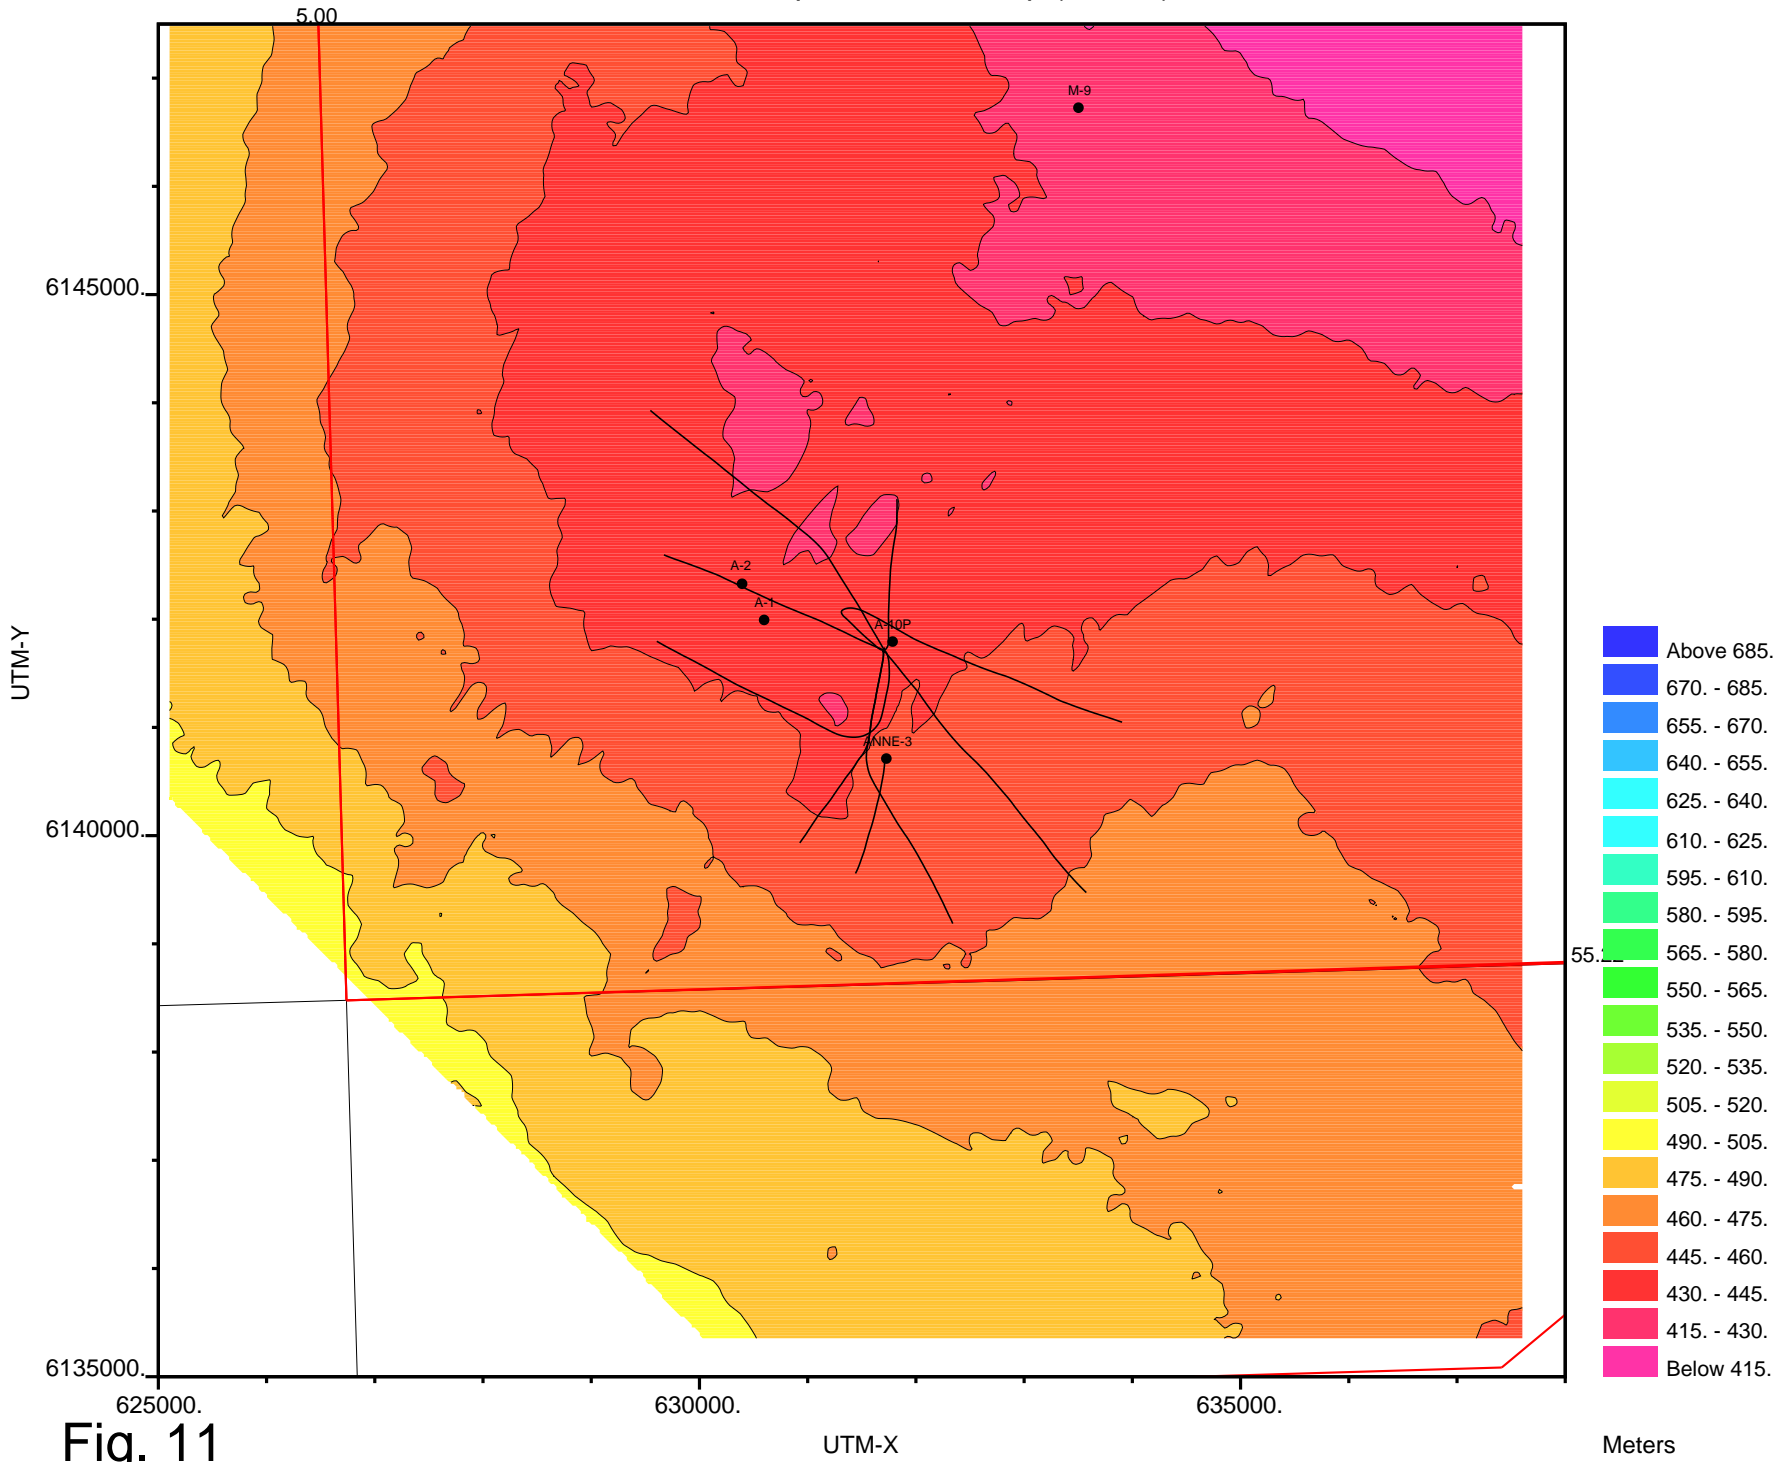 5.00
M-9
6145000.
A-2
A-1
A-10P
UTM-Y
ANNE-3
6140000.
6135000.
625000.
630000.
635000.
UTM-X
Fig. 11
Above 685.
670. - 685.
655. - 670.
640. - 655.
625. - 640.
610. - 625.
595. - 610.
580. - 595.
565. - 580.
550. - 565.
535. - 550.
520. - 535.
505. - 520.
490. - 505.
475. - 490.
460. - 475.
445. - 460.
430. - 445.
415. - 430.
Below 415.
Meters